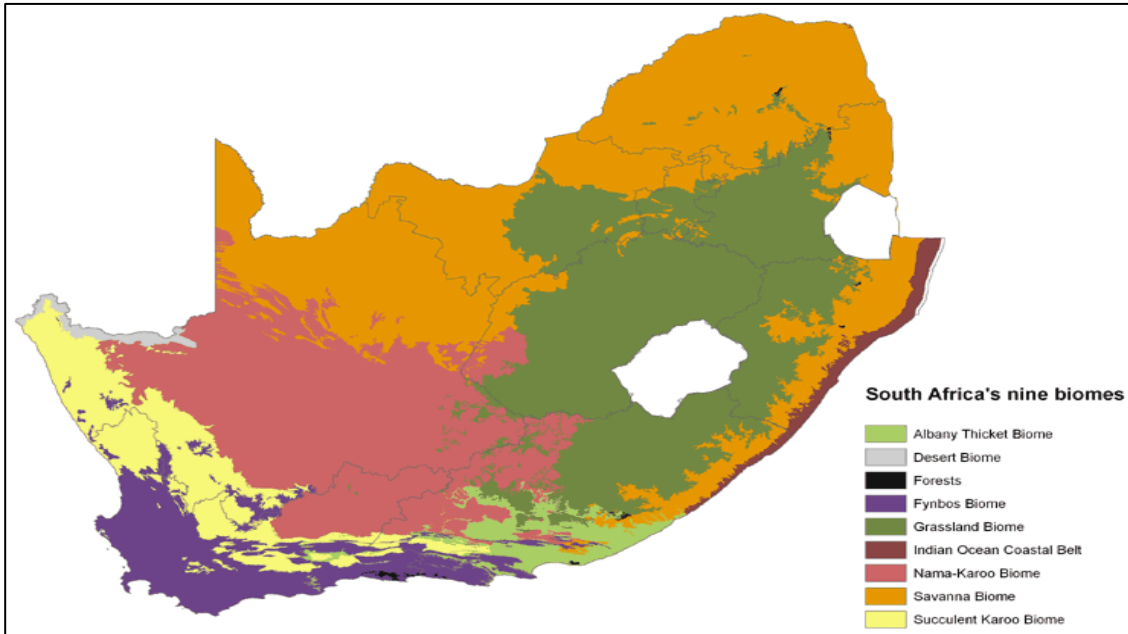 South Africa's nine biomes
Albany Thicket Biome
Desert Biome
Forests
Fynbos Biome
Grassland Biome
Indian Ocean Coastal Belt
Nama-Karoo Biome
Savanna Biome
Succulent Karoo Biome